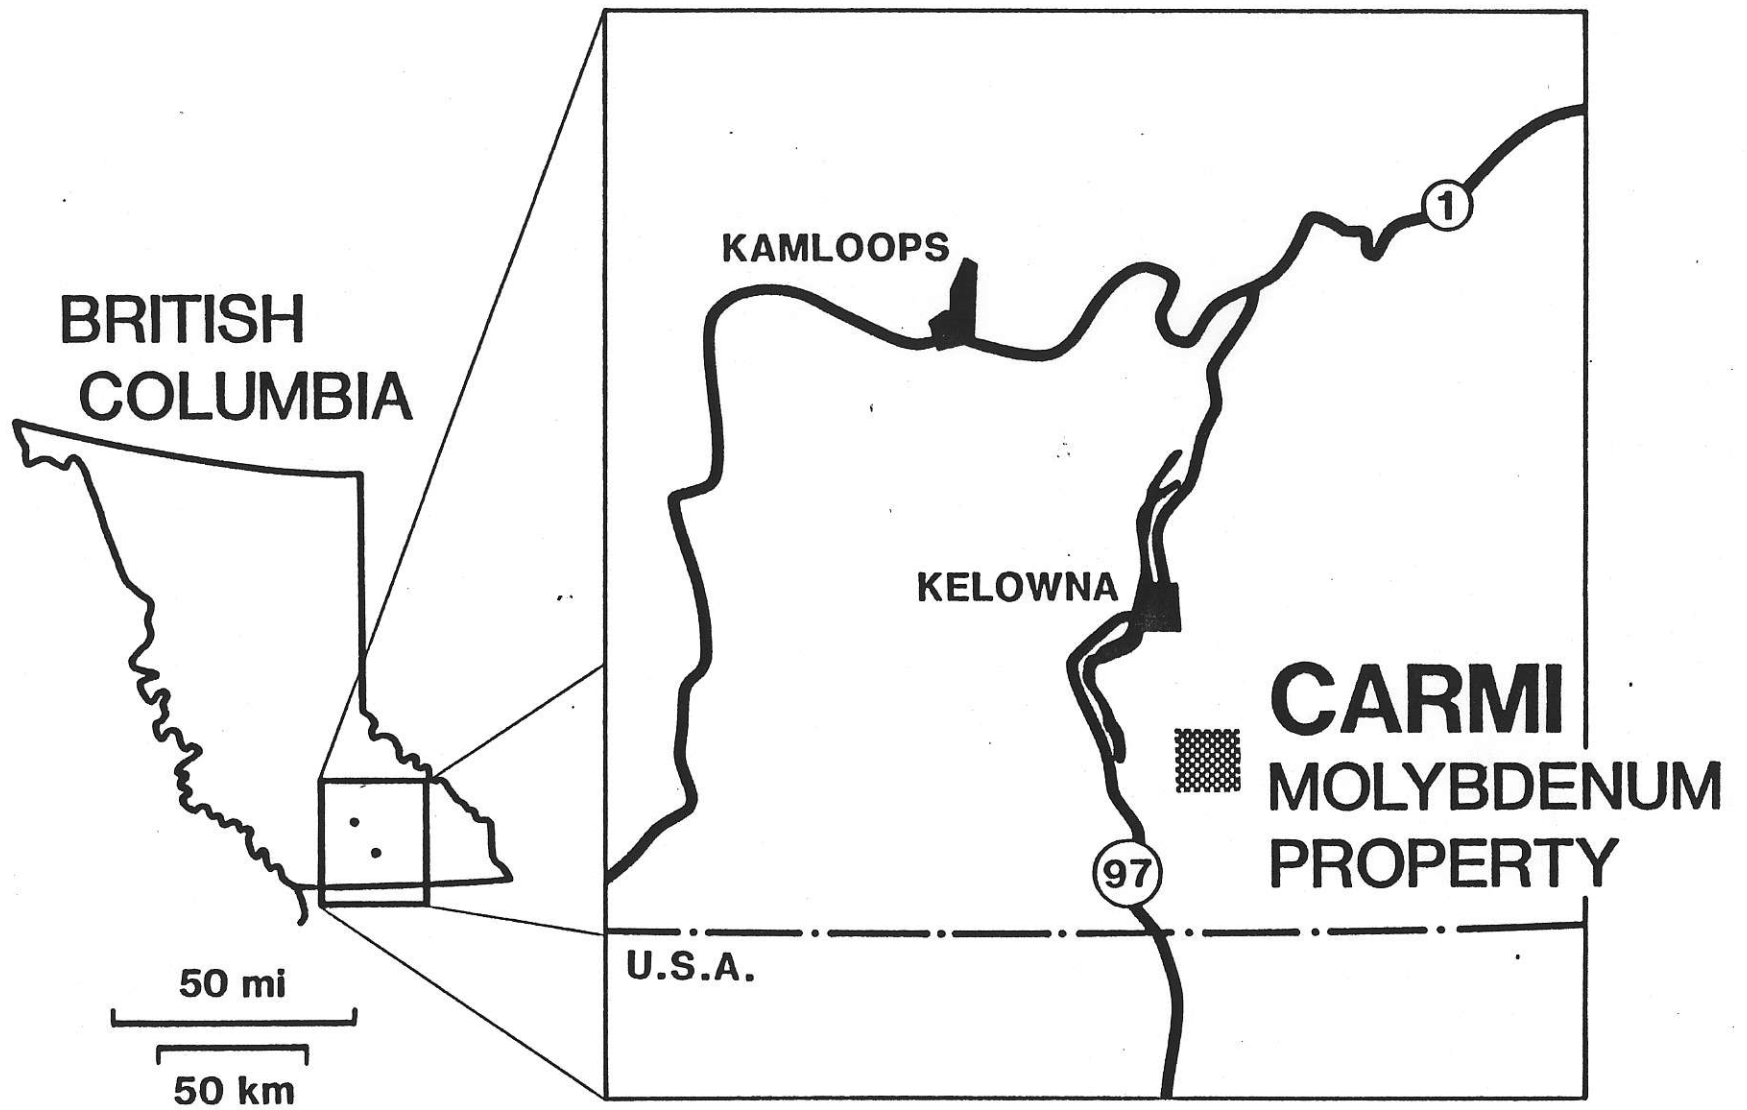 BRITISH
COLUMBIA
KAMLOOPS
1
KELOWNA
CARMI
MOLYBDENUM
PROPERTY
97
U.S.A.
50 mi
50 km